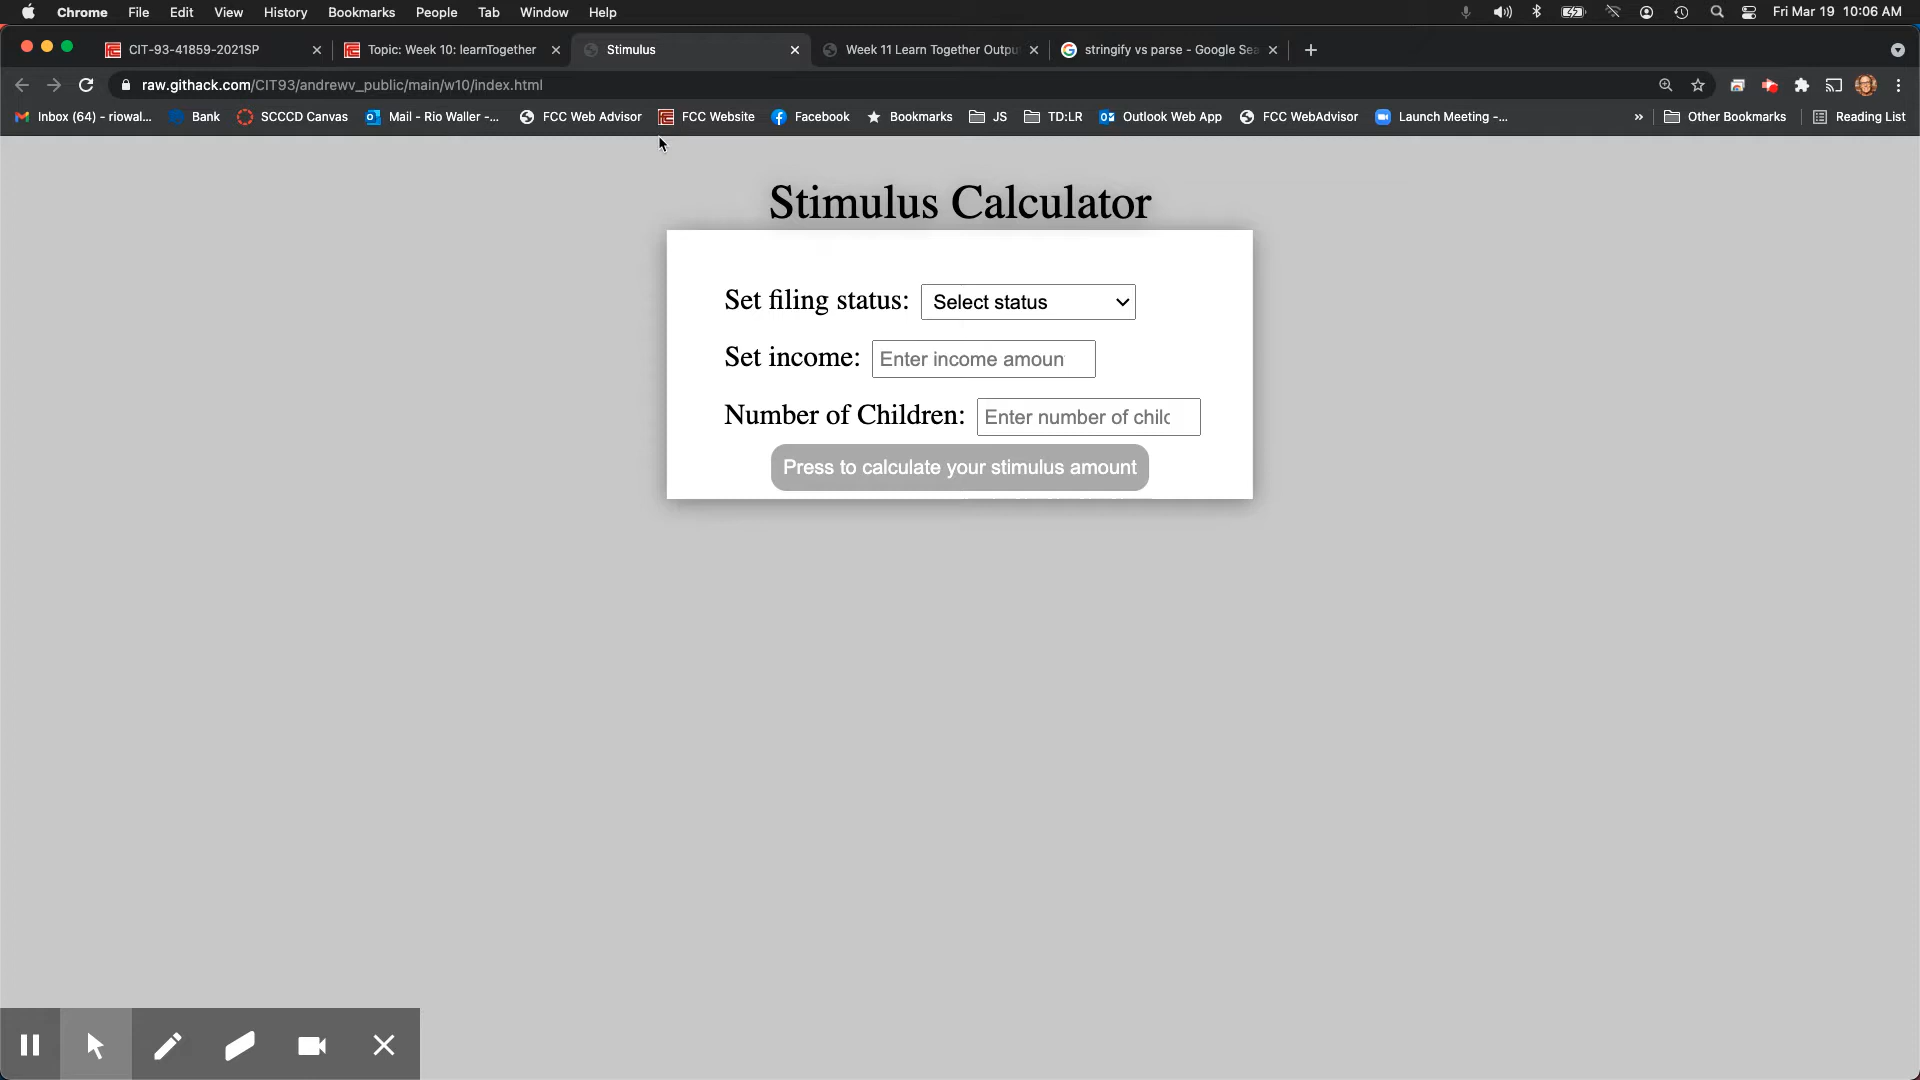 Chrome File Edit View History Bookmarks People Tab Window Help Fri Mar 19 10:06 AM
CIT-93-41859-2021SP Topic: Week 10: learnTogether Stimulus Week 11 Learn Together Outpu stringify vs parse - Google Sea
raw.githack.com/CIT93/andrewv_public/main/w10/index.html
Inbox (64) - riowal... Bank SCCCD Canvas Mail - Rio Waller -... FCC Web Advisor FCC Website Facebook Bookmarks JS TD:LR Outlook Web App FCC WebAdvisor Launch Meeting -... » Other Bookmarks Reading List
Stimulus Calculator
Set filing status: Select status
Set income: Enter income amoun
Number of Children: Enter number of chilc
Press to calculate your stimulus amount